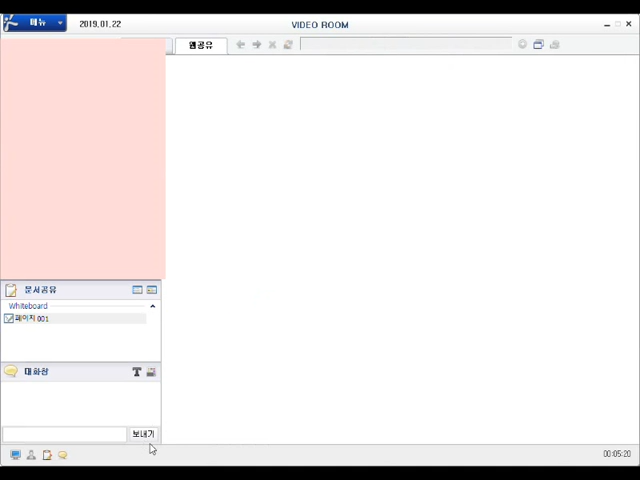 메뉴
2019.01.22
VIDEO ROOM
웹공유
문서공유
Whiteboard
페이지 001
대화창
보내기
00:05:20